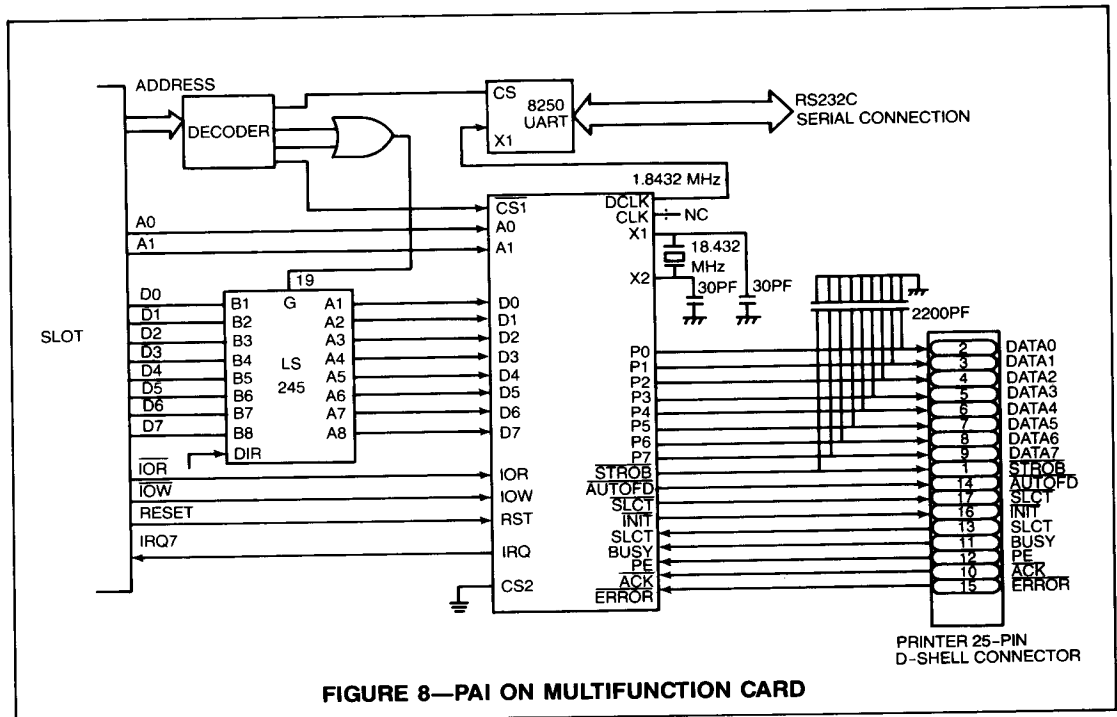 ADDRESS
DECODER
CS
8250
UART
X1
RS232C
SERIAL CONNECTION
1.8432 MHz
DCLK
CLK
NC
X1
18.432
MHz
X2
30PF
30PF
2200PF
CS1
A0
A0
A1
A1
19
SLOT
D0
D1
D2
D3
D4
D5
D6
D7
B1
B2
B3
B4
B5
B6
B7
B8
DIR
G
LS
245
A1
A2
A3
A4
A5
A6
A7
A8
D0
D1
D2
D3
D4
D5
D6
D7
IOR
IOW
RESET
IRQ7
IOR
IOW
RST
IRQ
CS2
P0
P1
P2
P3
P4
P5
P6
P7
STROB
AUTOFD
SLCT
INIT
SLCT
BUSY
PE
ACK
ERROR
2 DATA0
3 DATA1
4 DATA2
5 DATA3
6 DATA4
7 DATA5
8 DATA6
9 DATA7
1 STROB
14 AUTOFD
17 SLCT
16 INIT
13 SLCT
11 BUSY
12 PE
10 ACK
15 ERROR
PRINTER 25-PIN
D-SHELL CONNECTOR
FIGURE 8—PAI ON MULTIFUNCTION CARD